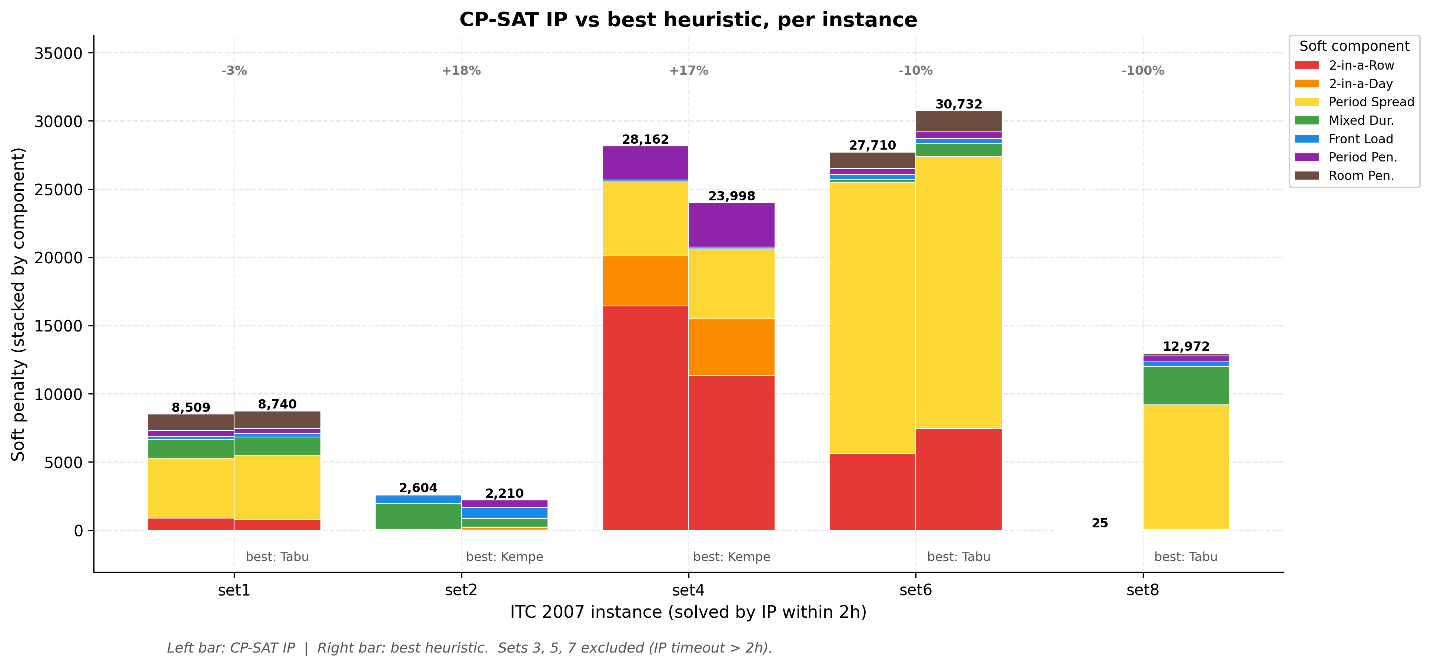 CP-SAT IP vs best heuristic, per instance
Soft component
2-in-a-Row
2-in-a-Day
Period Spread
Mixed Dur.
Front Load
Period Pen.
Room Pen.
Soft penalty (stacked by component)
35000
30000
25000
20000
15000
10000
5000
0
-3%
+18%
+17%
-10%
-100%
8,509
8,740
2,604
2,210
28,162
23,998
27,710
30,732
25
12,972
best: Tabu
best: Kempe
best: Kempe
best: Tabu
best: Tabu
set1
set2
set4
set6
set8
ITC 2007 instance (solved by IP within 2h)
Left bar: CP-SAT IP | Right bar: best heuristic. Sets 3, 5, 7 excluded (IP timeout > 2h).